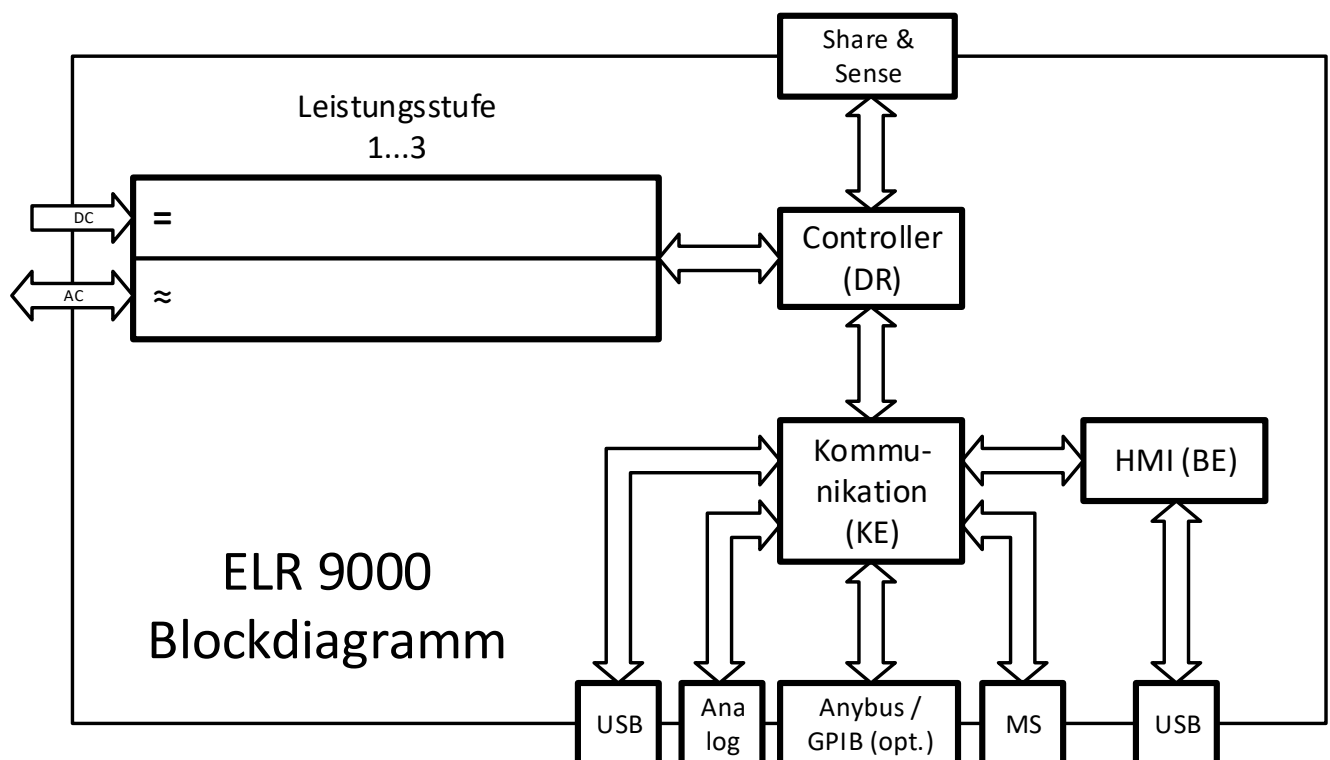 Share &
Sense
Leistungsstufe
1...3
DC
=
Controller
(DR)
AC
≈
Kommu-
nikation
(KE)
HMI (BE)
ELR 9000
Blockdiagramm
USB
Ana
log
Anybus /
GPIB (opt.)
MS
USB